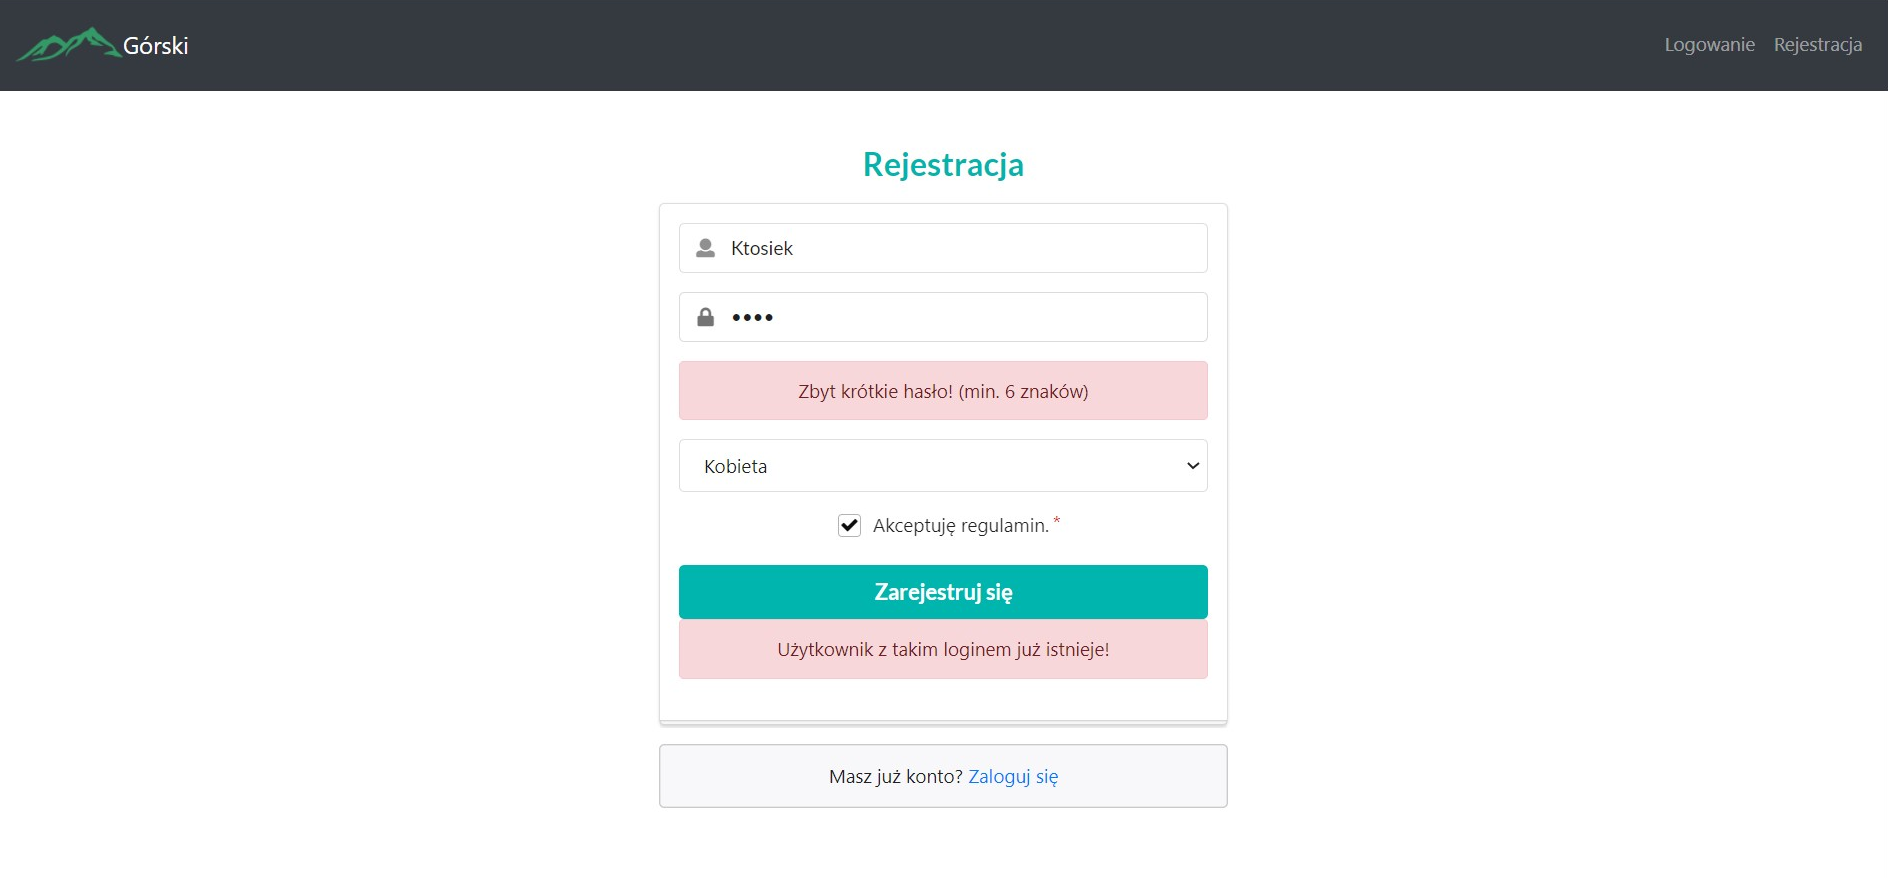 Górski
Logowanie Rejestracja
Rejestracja
Ktosiek
••••
Zbyt krótkie hasło! (min. 6 znaków)
Kobieta
Akceptuję regulamin. *
Zarejestruj się
Użytkownik z takim loginem już istnieje!
Masz już konto? Zaloguj się